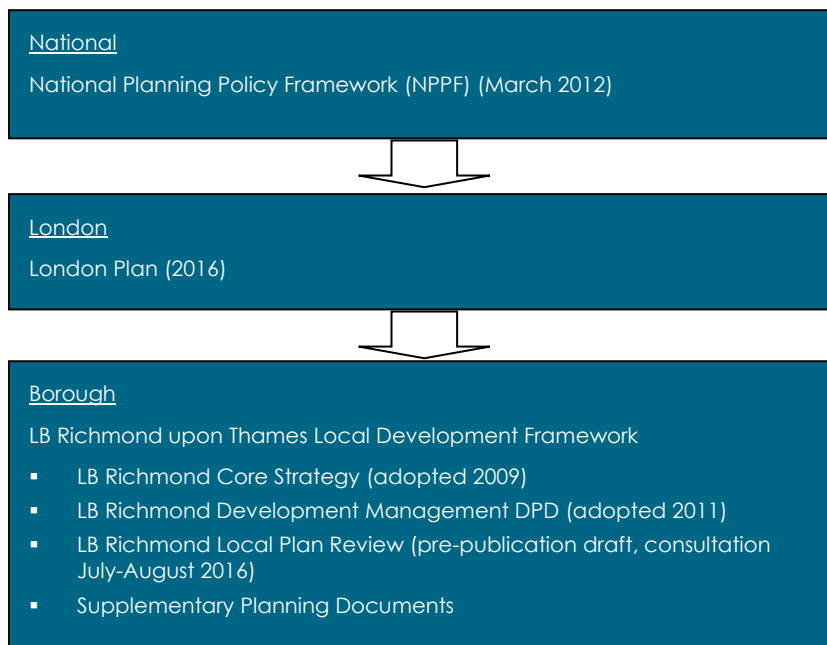 National
National Planning Policy Framework (NPPF) (March 2012)
London
London Plan (2016)
Borough
LB Richmond upon Thames Local Development Framework
▪ LB Richmond Core Strategy (adopted 2009)
▪ LB Richmond Development Management DPD (adopted 2011)
▪ LB Richmond Local Plan Review (pre-publication draft, consultation
July-August 2016)
▪ Supplementary Planning Documents